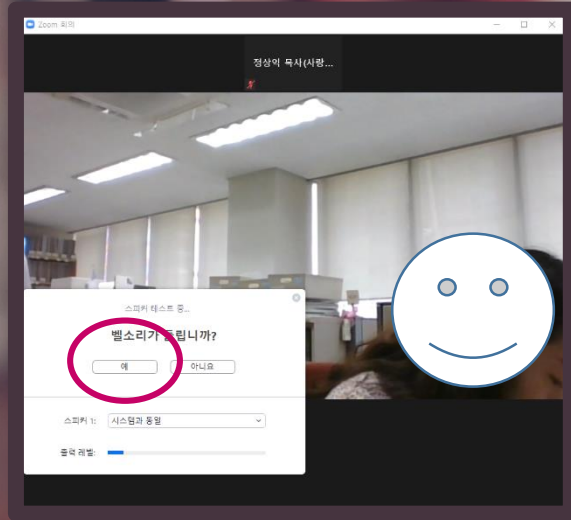 Zoom 회의
정상의 목사(사랑...
스피커 테스트 중...
벨소리가 들립니까?
예
아니요
스피커 1: 시스템과 동일
출력 레벨: